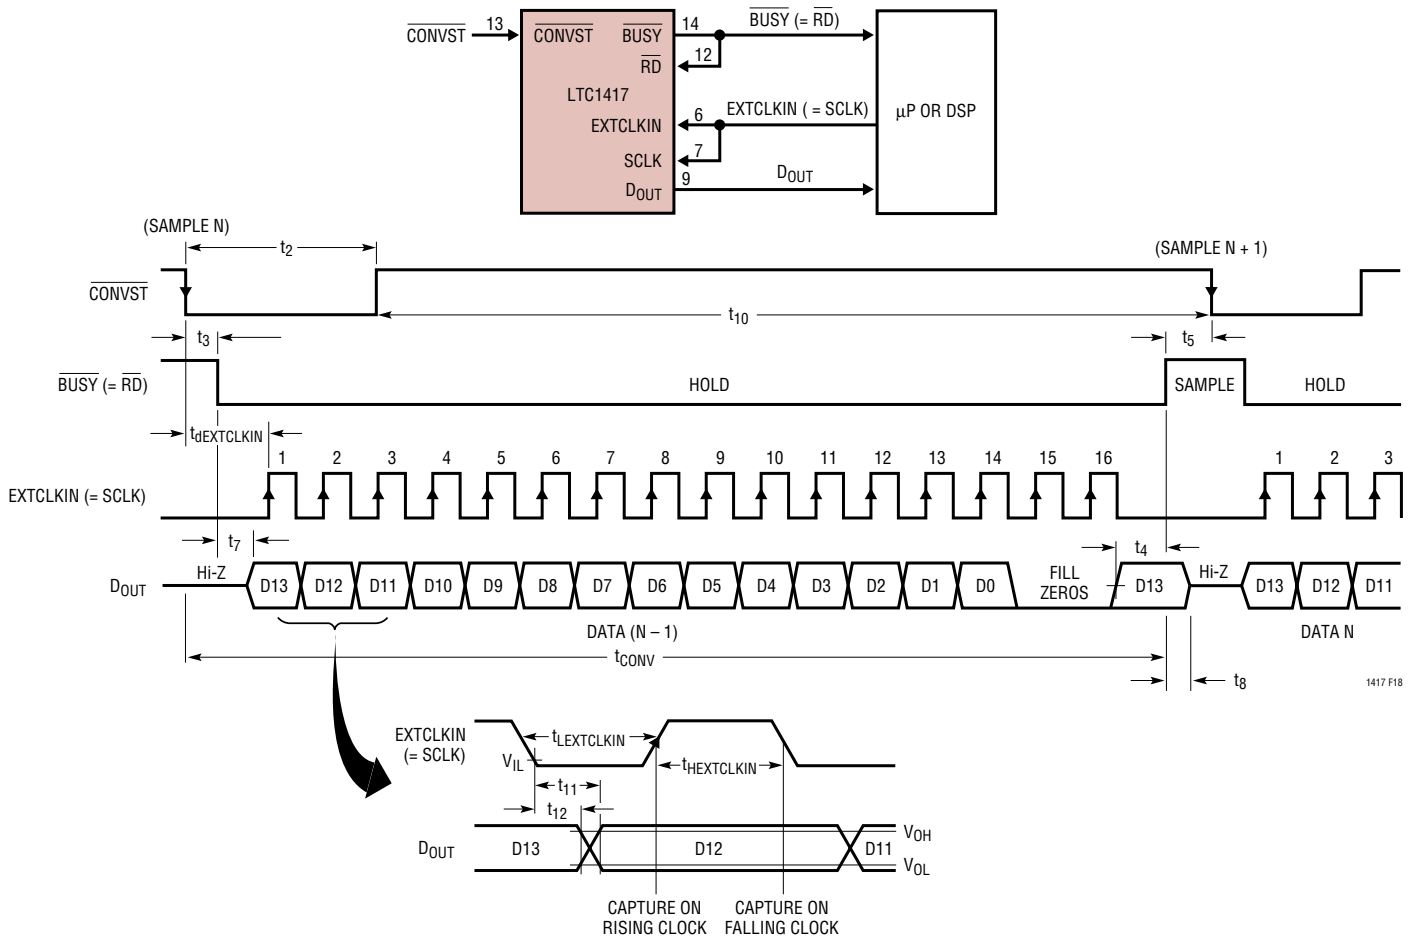 CONVST 13 CONVST BUSY 14 BUSY (= RD)
RD 12
LTC1417
EXTCLKIN 6 EXTCLKIN ( = SCLK) µP OR DSP
SCLK 7
DOUT 9 DOUT
(SAMPLE N) (SAMPLE N + 1)
t2
CONVST
t10
t3 t5
BUSY (= RD) HOLD SAMPLE HOLD
tdEXTCLKIN
1 2 3 4 5 6 7 8 9 10 11 12 13 14 15 16 1 2 3
EXTCLKIN (= SCLK)
t7 t4
DOUT Hi-Z D13 D12 D11 D10 D9 D8 D7 D6 D5 D4 D3 D2 D1 D0 FILL ZEROS D13 Hi-Z D13 D12 D11
DATA (N – 1) DATA N
tCONV
t8
1417 F18
EXTCLKIN
(= SCLK)
tLEXTCLKIN
VIL tHEXTCLKIN
t11
t12
VOH
DOUT D13 D12 D11
VOL
CAPTURE ON
RISING CLOCK
CAPTURE ON
FALLING CLOCK